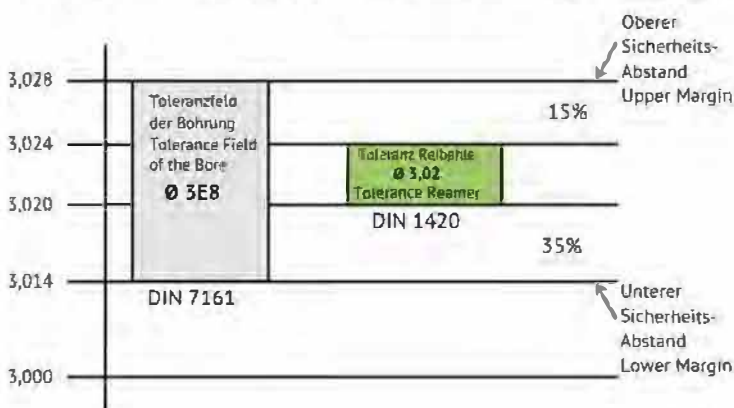 Oberer
Sicherheits-
Abstand
Upper Margin
3,028
Toleranzfeld
der Bohrung
Tolerance Field
of the Bore
Ø 3E8
15%
3,024
Toleranz Reibahle
Ø 3,02
Tolerance Reamer
3,020
DIN 1420
35%
3,014
DIN 7161
Unterer
Sicherheits-
Abstand
Lower Margin
3,000